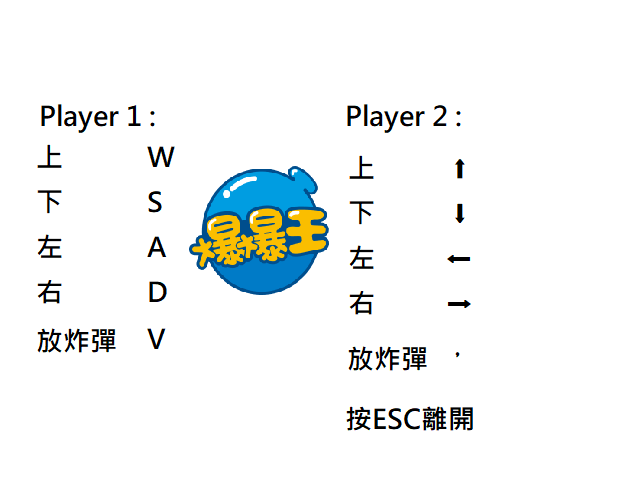 Player 1 :
上 W
下 S
左 A
右 D
放炸彈 V
爆爆王
Player 2 :
上 ⬆
下 ⬇
左 ⬅
右 ➡
放炸彈 ,
按ESC離開